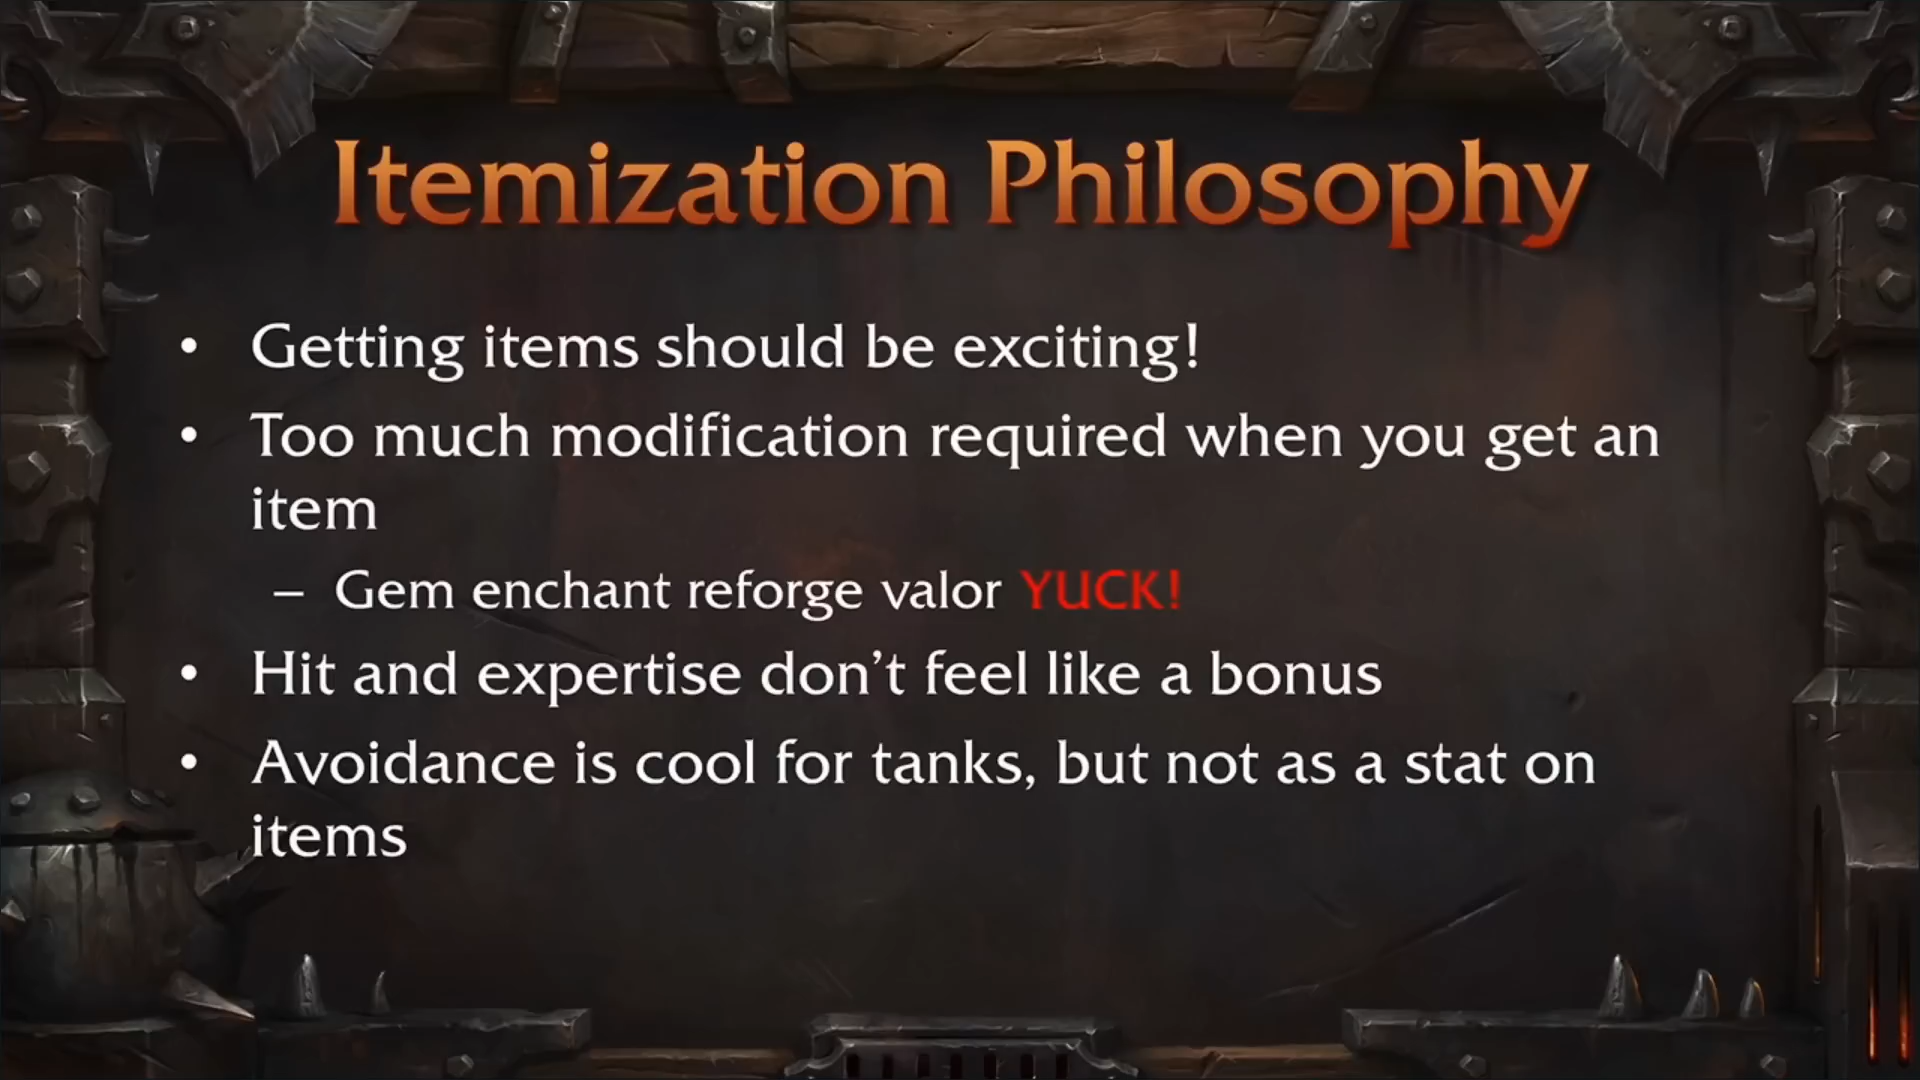 Itemization Philosophy
• Getting items should be exciting!
• Too much modification required when you get an
item
– Gem enchant reforge valor YUCK!
• Hit and expertise don’t feel like a bonus
• Avoidance is cool for tanks, but not as a stat on
items